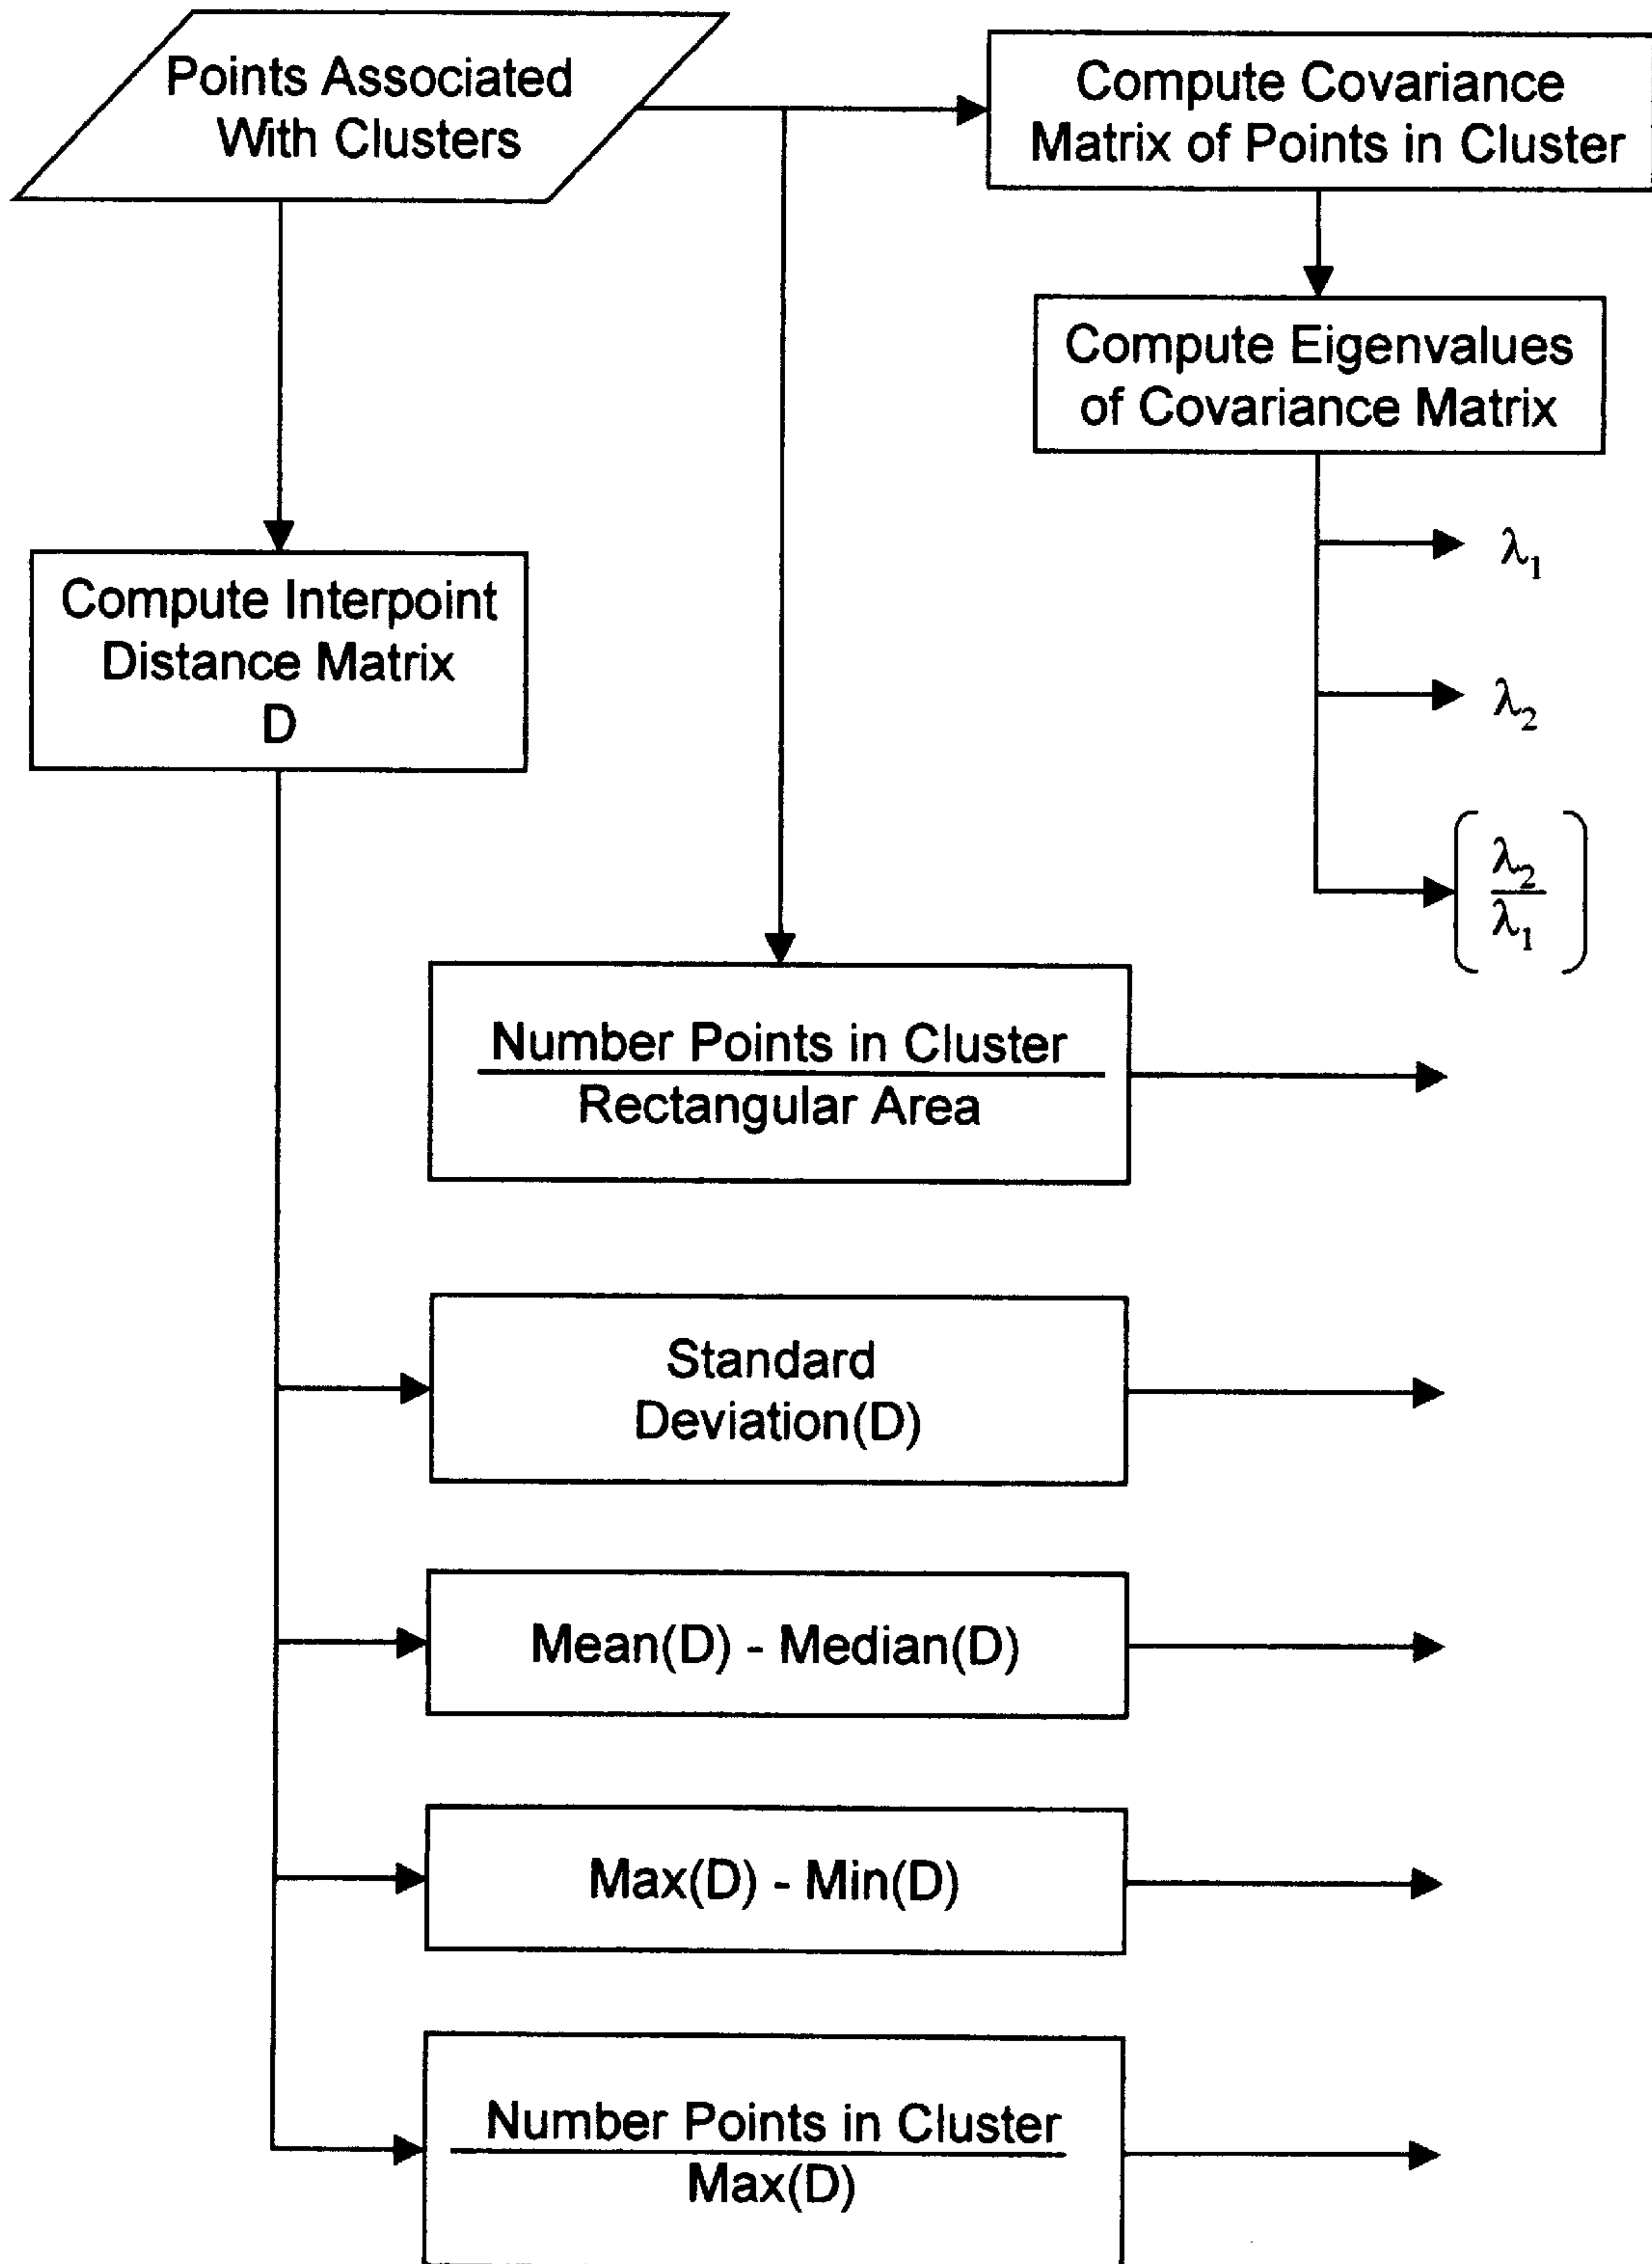 Points Associated
With Clusters
Compute Covariance
Matrix of Points in Cluster
Compute Eigenvalues
of Covariance Matrix
λ1
λ2
λ2
λ1
Compute Interpoint
Distance Matrix
D
Number Points in Cluster
Rectangular Area
Standard
Deviation(D)
Mean(D) - Median(D)
Max(D) - Min(D)
Number Points in Cluster
Max(D)